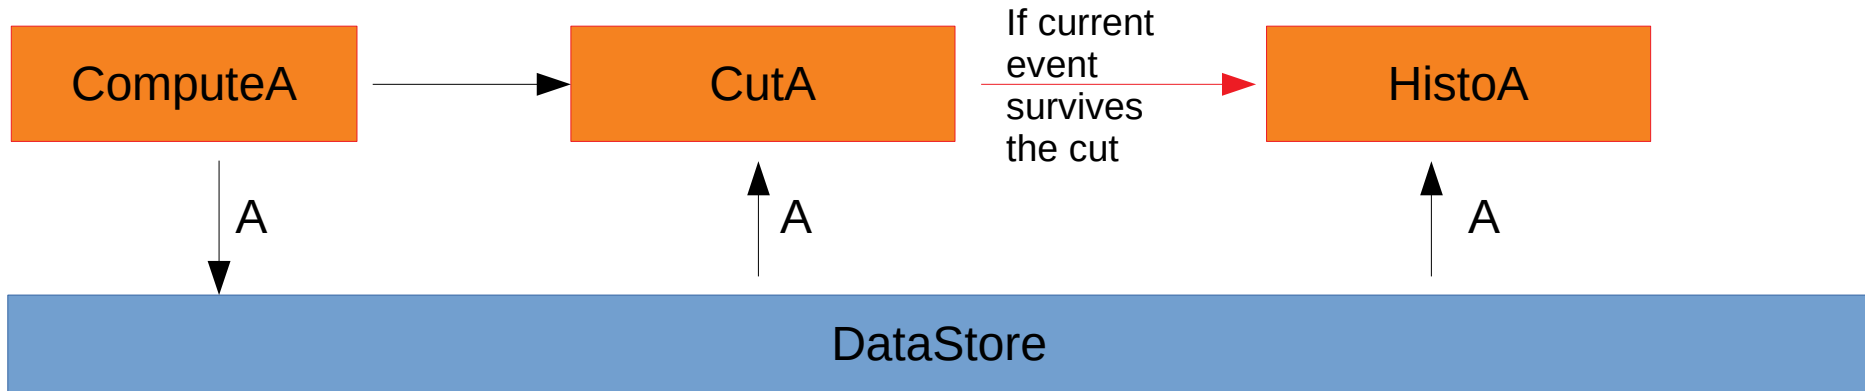 ComputeA
CutA
If current
event
survives
the cut
HistoA
A
A
A
DataStore